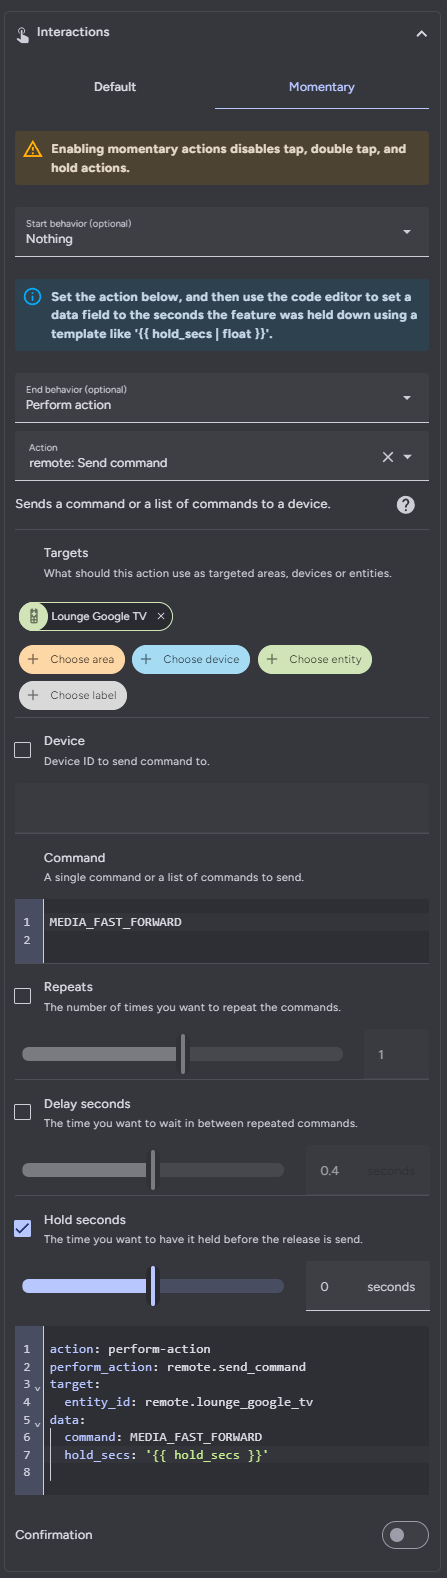 Interactions
Default
Momentary
Enabling momentary actions disables tap, double tap, and
hold actions.
Start behavior (optional)
Nothing
Set the action below, and then use the code editor to set a
data field to the seconds the feature was held down using a
template like '{{ hold_secs | float }}'.
End behavior (optional)
Perform action
Action
remote: Send command
Sends a command or a list of commands to a device.
Targets
What should this action use as targeted areas, devices or entities.
Lounge Google TV
Choose area
Choose device
Choose entity
Choose label
Device
Device ID to send command to.
Command
A single command or a list of commands to send.
1 MEDIA_FAST_FORWARD
2
Repeats
The number of times you want to repeat the commands.
1
Delay seconds
The time you want to wait in between repeated commands.
0.4 seconds
Hold seconds
The time you want to have it held before the release is send.
0 seconds
1 action: perform-action
2 perform_action: remote.send_command
3 target:
4 entity_id: remote.lounge_google_tv
5 data:
6 command: MEDIA_FAST_FORWARD
7 hold_secs: '{{ hold_secs }}'
8
Confirmation